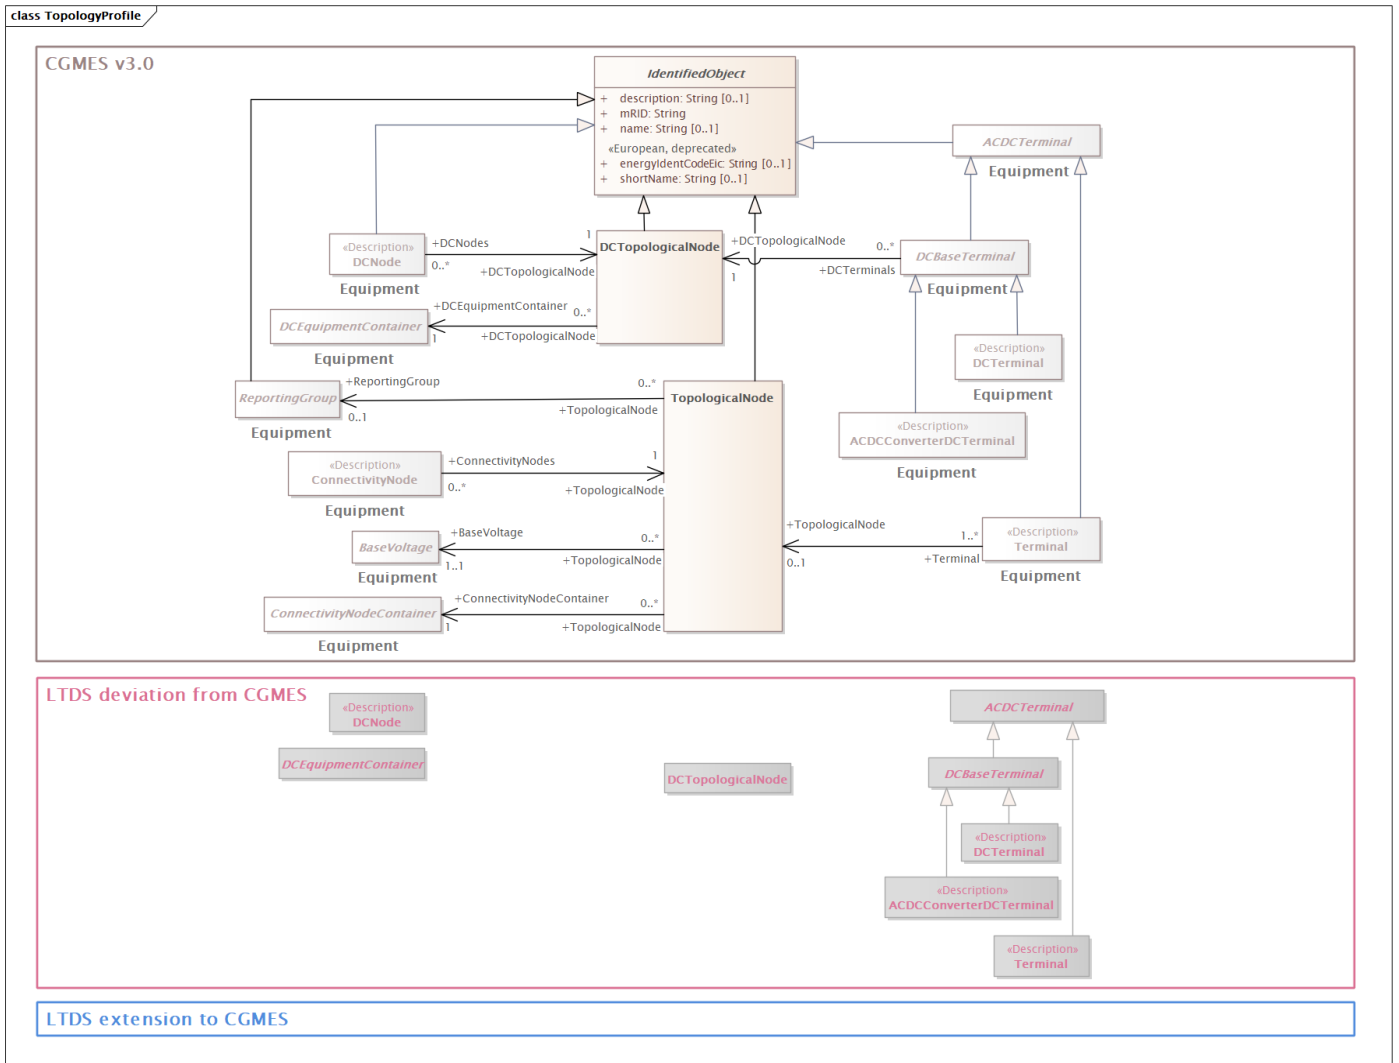 class TopologyProfile
CGMES v3.0
IdentifiedObject
+ description: String [0..1]
+ mRID: String
+ name: String [0..1]
«European, deprecated»
+ energyIdentCodeEic: String [0..1]
+ shortName: String [0..1]
ACDCTerminal
Equipment
«Description»
DCNode
Equipment
+DCNodes
0..*
1
+DCTopologicalNode
DCTopologicalNode
+DCTopologicalNode
1
0..*
+DCTerminals
DCBaseTerminal
Equipment
DCEquipmentContainer
Equipment
+DCEquipmentContainer
1
0..*
+DCTopologicalNode
«Description»
DCTerminal
Equipment
ReportingGroup
Equipment
+ReportingGroup
0..1
0..*
+TopologicalNode
TopologicalNode
«Description»
ACDCConverterDCTerminal
Equipment
«Description»
ConnectivityNode
Equipment
+ConnectivityNodes
0..*
1
+TopologicalNode
BaseVoltage
Equipment
+BaseVoltage
1..1
0..*
+TopologicalNode
+TopologicalNode
0..1
1..*
+Terminal
«Description»
Terminal
Equipment
ConnectivityNodeContainer
Equipment
+ConnectivityNodeContainer
1
0..*
+TopologicalNode
LTDS deviation from CGMES
«Description»
DCNode
DCEquipmentContainer
DCTopologicalNode
ACDCTerminal
DCBaseTerminal
«Description»
DCTerminal
«Description»
ACDCConverterDCTerminal
«Description»
Terminal
LTDS extension to CGMES